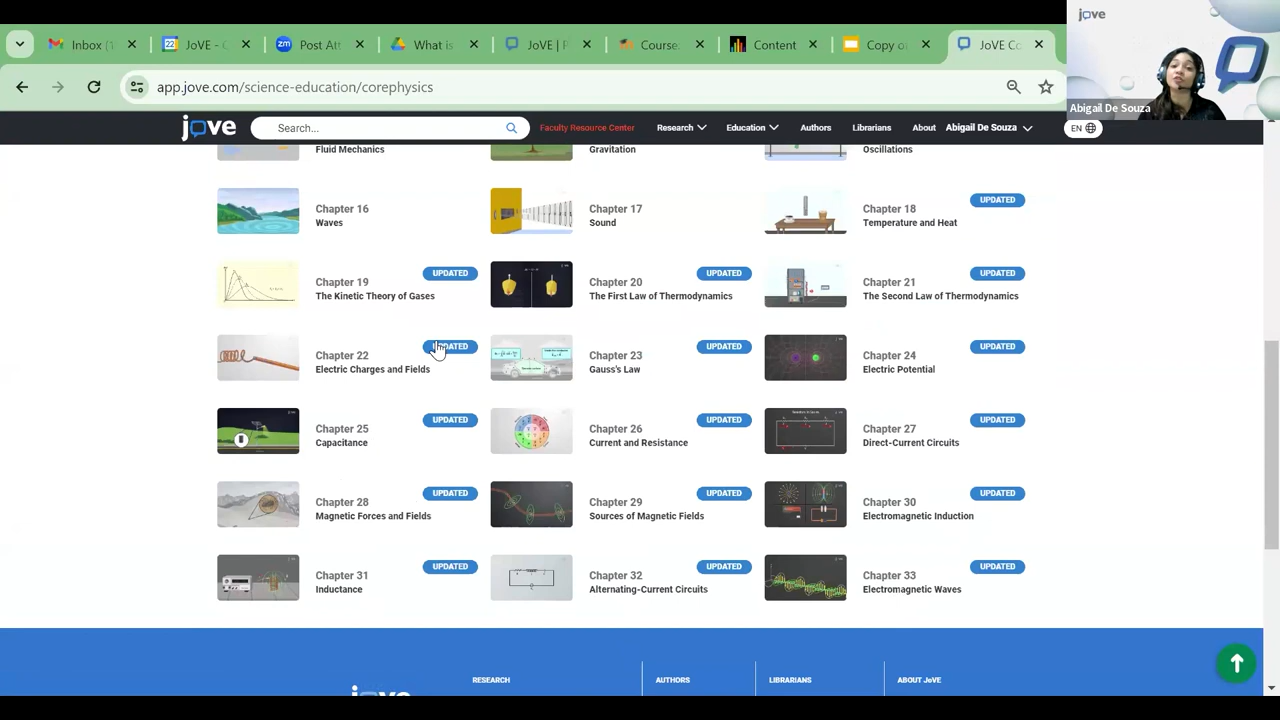 Inbox (1
JoVE - C
Post Att
What is
JoVE | P
Course:
Content
Copy o
JoVE Co
jove
app.jove.com/science-education/corephysics
Abigail De Souza
jove
Search...
Faculty Resource Center
Research
Education
Authors
Librarians
About
Abigail De Souza
EN
Fluid Mechanics
Gravitation
Oscillations
Chapter 16
Waves
Chapter 17
Sound
Chapter 18
UPDATED
Temperature and Heat
Chapter 19
UPDATED
The Kinetic Theory of Gases
Chapter 20
UPDATED
The First Law of Thermodynamics
Chapter 21
UPDATED
The Second Law of Thermodynamics
Chapter 22
UPDATED
Electric Charges and Fields
Chapter 23
UPDATED
Gauss's Law
Chapter 24
UPDATED
Electric Potential
Chapter 25
UPDATED
Capacitance
Chapter 26
UPDATED
Current and Resistance
Chapter 27
UPDATED
Direct-Current Circuits
Chapter 28
UPDATED
Magnetic Forces and Fields
Chapter 29
UPDATED
Sources of Magnetic Fields
Chapter 30
UPDATED
Electromagnetic Induction
Chapter 31
UPDATED
Inductance
Chapter 32
UPDATED
Alternating-Current Circuits
Chapter 33
UPDATED
Electromagnetic Waves
jove
RESEARCH
AUTHORS
LIBRARIANS
ABOUT JoVE